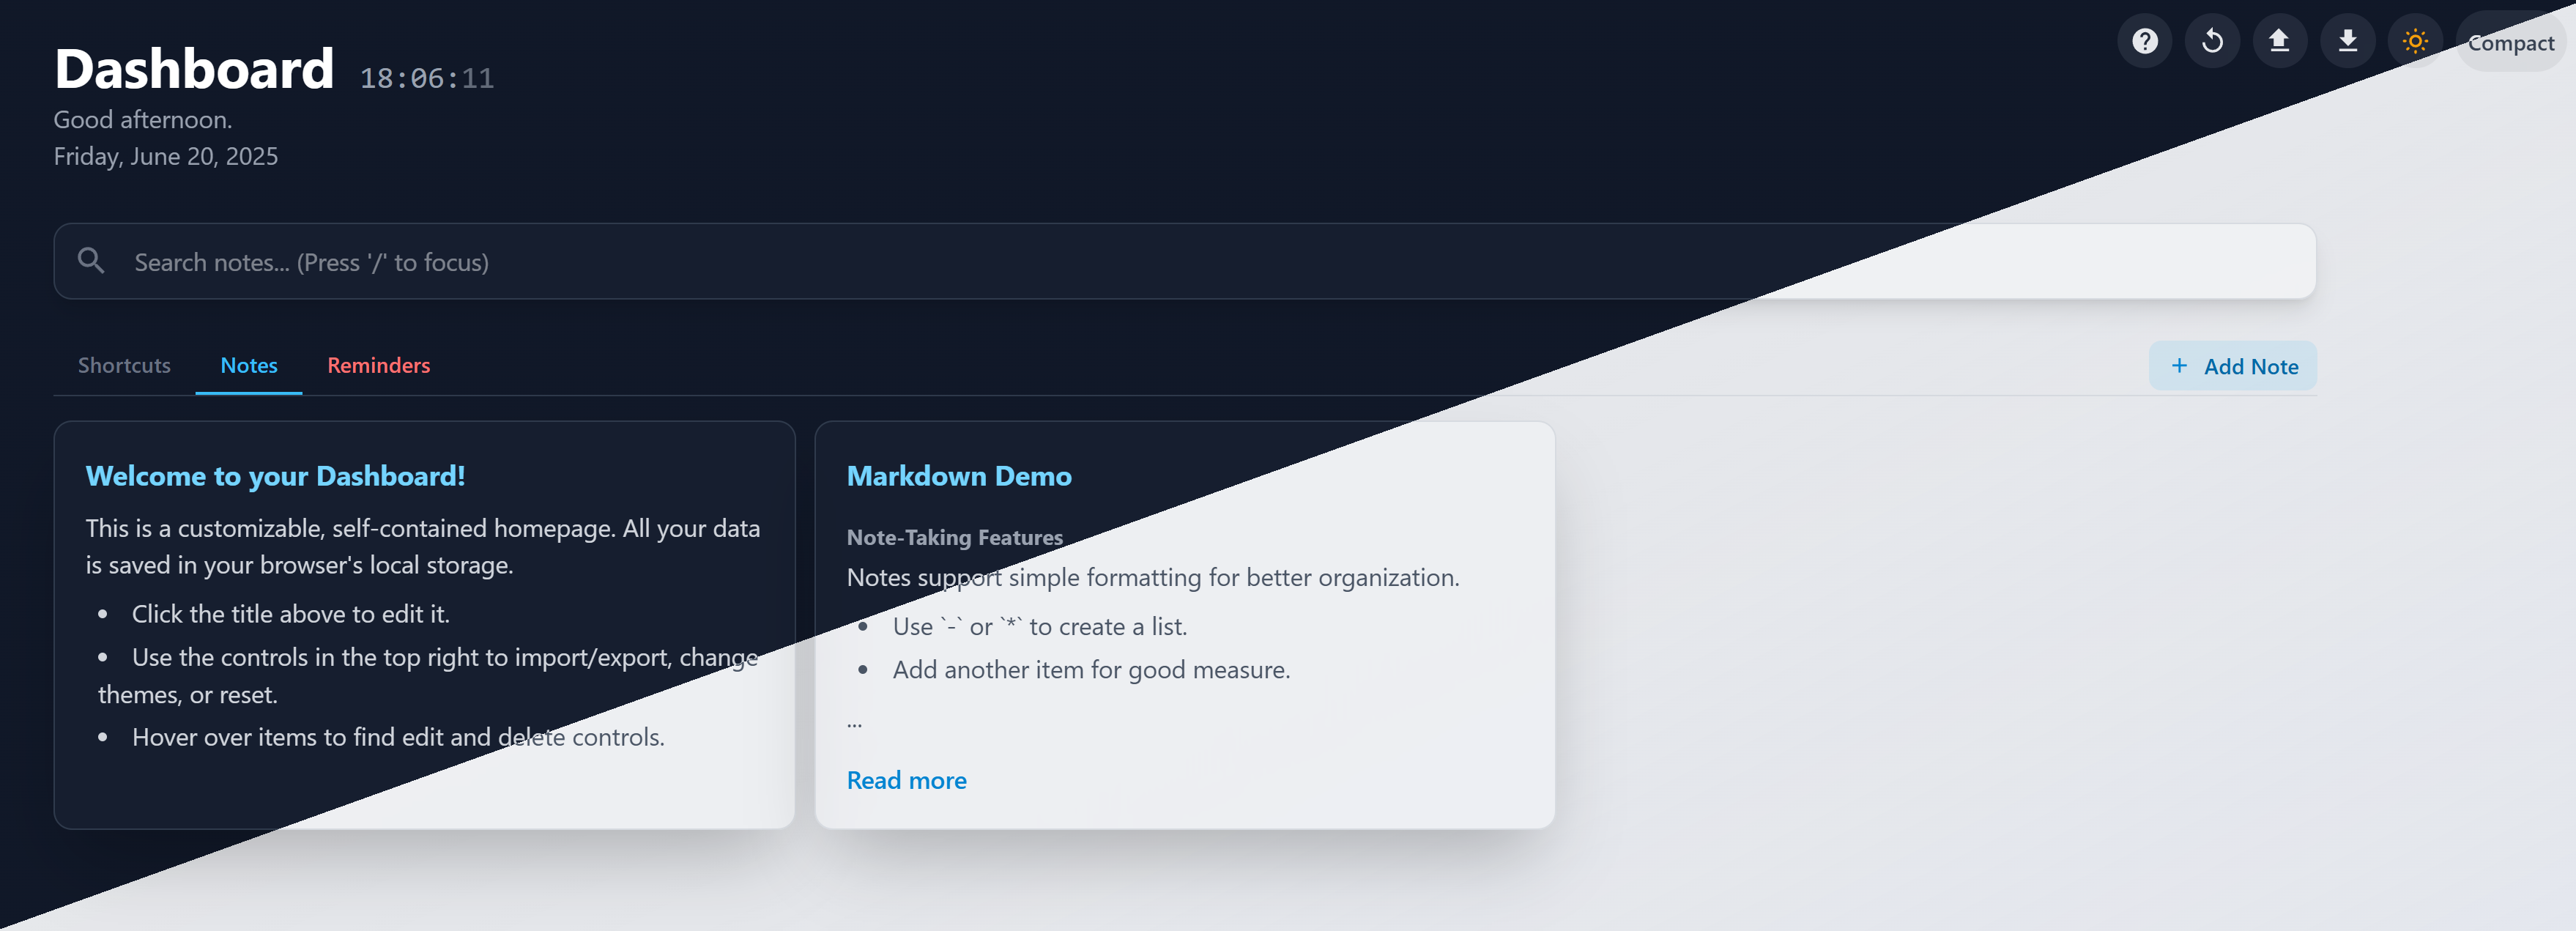 Dashboard 18:06:11
Compact
Good afternoon.
Friday, June 20, 2025
Search notes... (Press '/' to focus)
Shortcuts Notes Reminders
+ Add Note
Welcome to your Dashboard!
This is a customizable, self-contained homepage. All your data
is saved in your browser's local storage.
• Click the title above to edit it.
• Use the controls in the top right to import/export, change
themes, or reset.
• Hover over items to find edit and delete controls.
Markdown Demo
Note-Taking Features
Notes support simple formatting for better organization.
• Use `-` or `*` to create a list.
• Add another item for good measure.
...
Read more